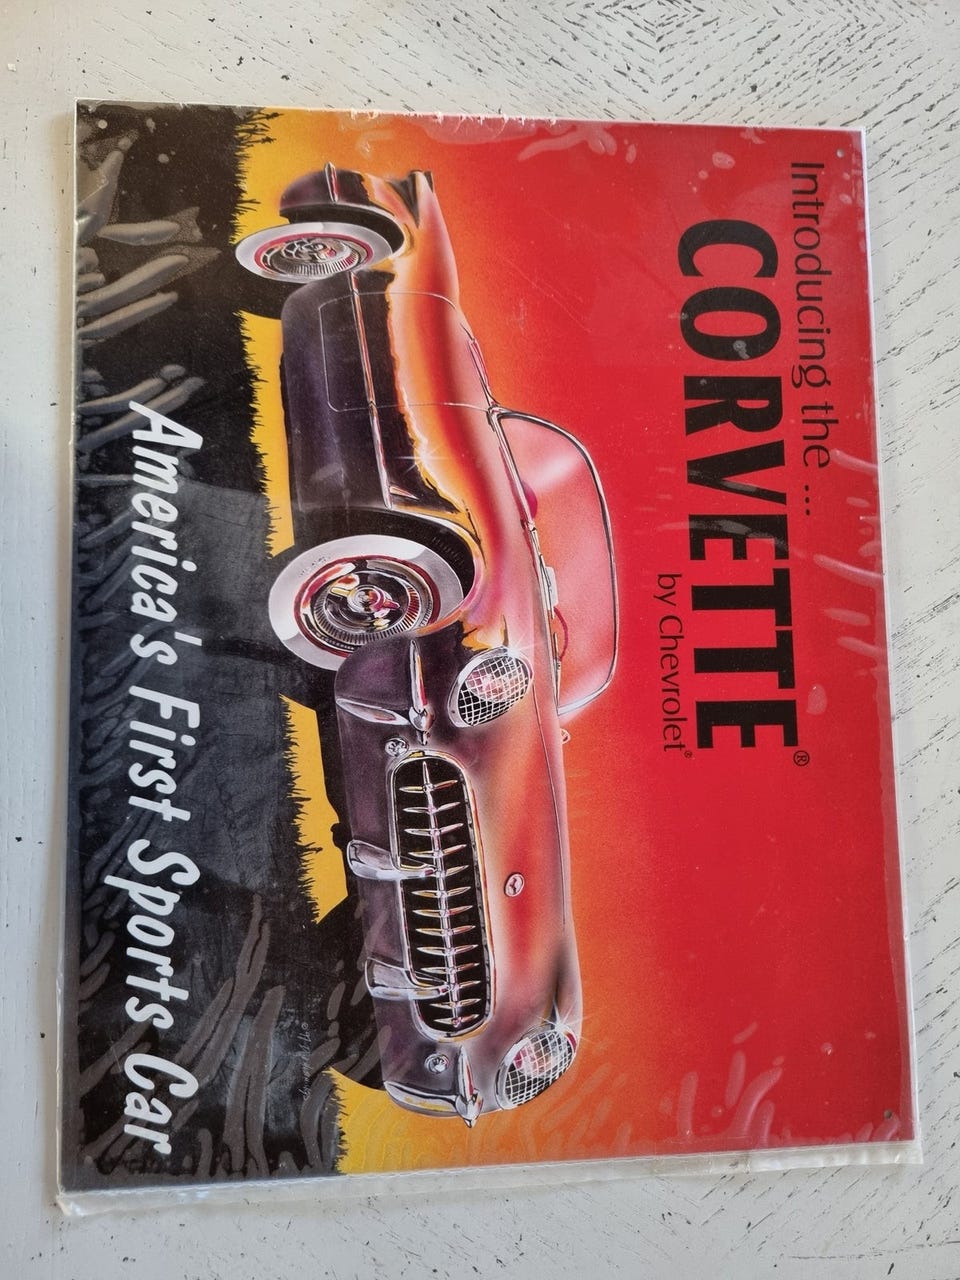 Introducing the ...
CORVETTE®
by Chevrolet®
America's First Sports Car